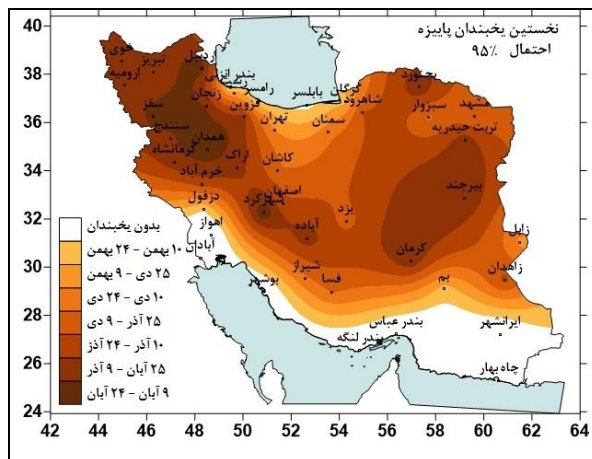 نخستین یخبندان پاییزه
احتمال ۹۵٪
40
38
36
34
32
30
28
26
24
42 44 46 48 50 52 54 56 58 60 62 64
خوی
تبریز
اردبیل
ارومیه
بندر انزلی
رشت
رامسر
بابلسر
گرگان
بجنورد
زنجان
قزوین
شاهرود
سبزوار
مشهد
سقز
تهران
سمنان
تربت حیدریه
سنندج
همدان
کرمانشاه
اراک
کاشان
خرم آباد
بیرجند
دزفول
اصفهان
شهرکرد
یزد
اهواز
آباده
زابل
آبادان
کرمان
بوشهر
شیراز
فسا
بم
زاهدان
بندر عباس
بندر لنگه
ایرانشهر
چاه بهار
بدون یخبندان
۱۰ بهمن - ۲۴ بهمن
۲۵ دی - ۹ بهمن
۱۰ دی - ۲۴ دی
۲۵ آذر - ۹ دی
۱۰ آذر - ۲۴ آذر
۲۵ آبان - ۹ آذر
۹ آبان - ۲۴ آبان